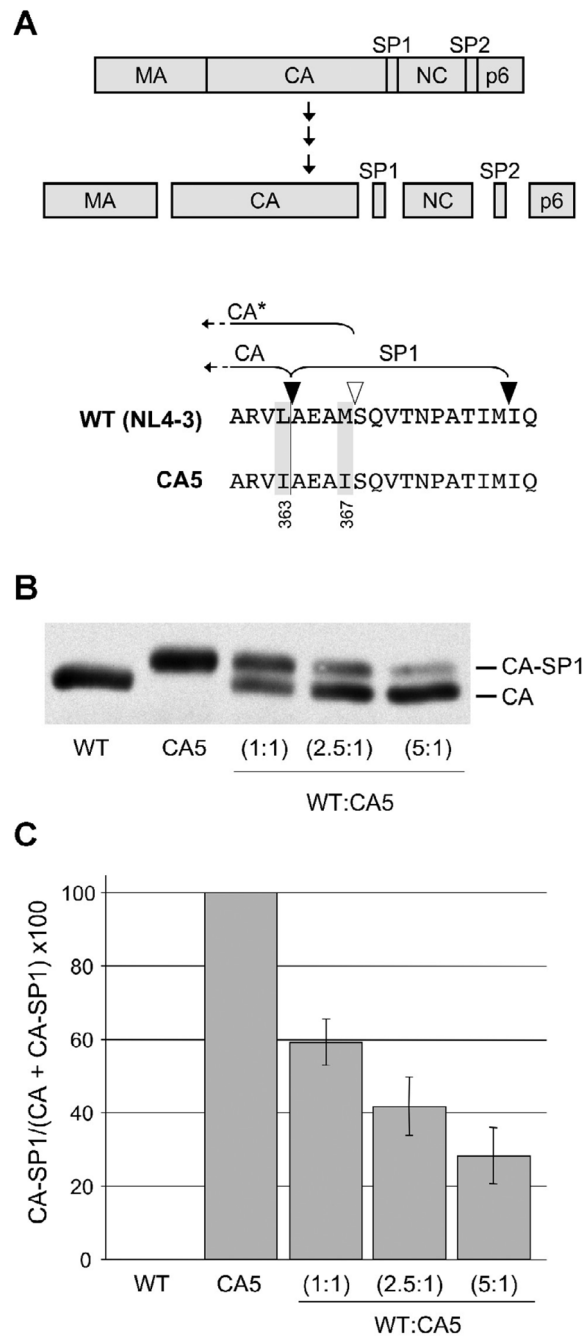 A
SP1 SP2
MA CA NC p6
SP1 SP2
MA CA NC p6
CA*
CA SP1
WT (NL4-3) ARVLAEAMSQVTNPATIMIQ
CA5 ARVIAEAISQVTNPATIMIQ
363 367
B
CA-SP1
CA
WT CA5 (1:1) (2.5:1) (5:1)
WT:CA5
C
CA-SP1/(CA + CA-SP1) x100
100
80
60
40
20
0
WT CA5 (1:1) (2.5:1) (5:1)
WT:CA5